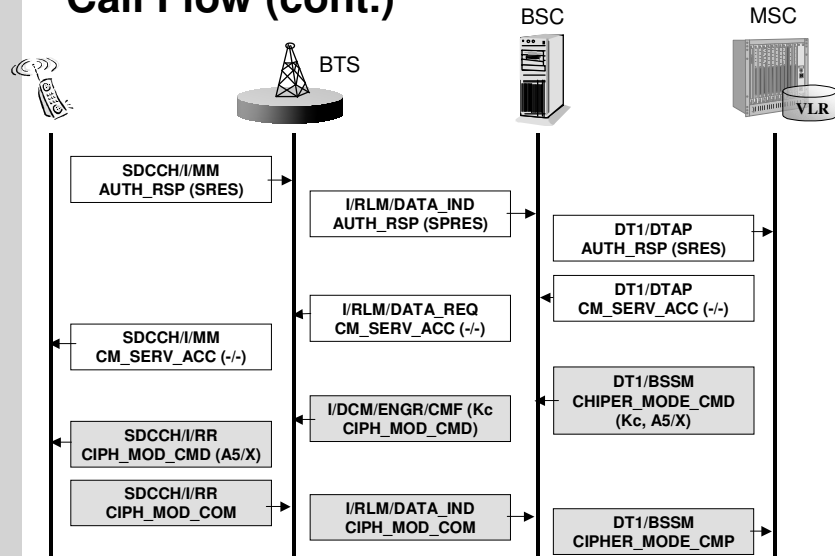 Call Flow (cont.)
BSC
MSC
BTS
VLR
SDCCH/I/MM
AUTH_RSP (SRES)
I/RLM/DATA_IND
AUTH_RSP (SPRES)
DT1/DTAP
AUTH_RSP (SRES)
DT1/DTAP
CM_SERV_ACC (-/-)
I/RLM/DATA_REQ
CM_SERV_ACC (-/-)
SDCCH/I/MM
CM_SERV_ACC (-/-)
DT1/BSSM
CHIPER_MODE_CMD
(Kc, A5/X)
I/DCM/ENGR/CMF (Kc
CIPH_MOD_CMD)
SDCCH/I/RR
CIPH_MOD_CMD (A5/X)
SDCCH/I/RR
CIPH_MOD_COM
I/RLM/DATA_IND
CIPH_MOD_COM
DT1/BSSM
CIPHER_MODE_CMP